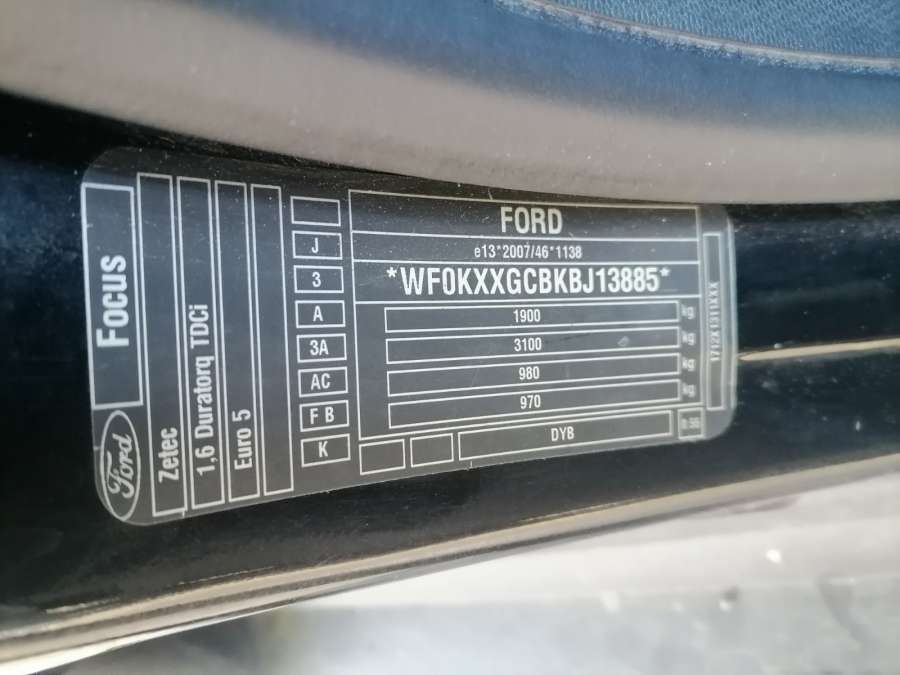 Focus
Ford
Zetec
1,6 Duratorq TDCi
Euro 5
J
3
A
3A
AC
F B
K
FORD
e13*2007/46*1138
*WF0KXXGCBKBJ13885*
1900 kg
3100 kg
980 kg
970 kg
DYB
1712X1311XXX